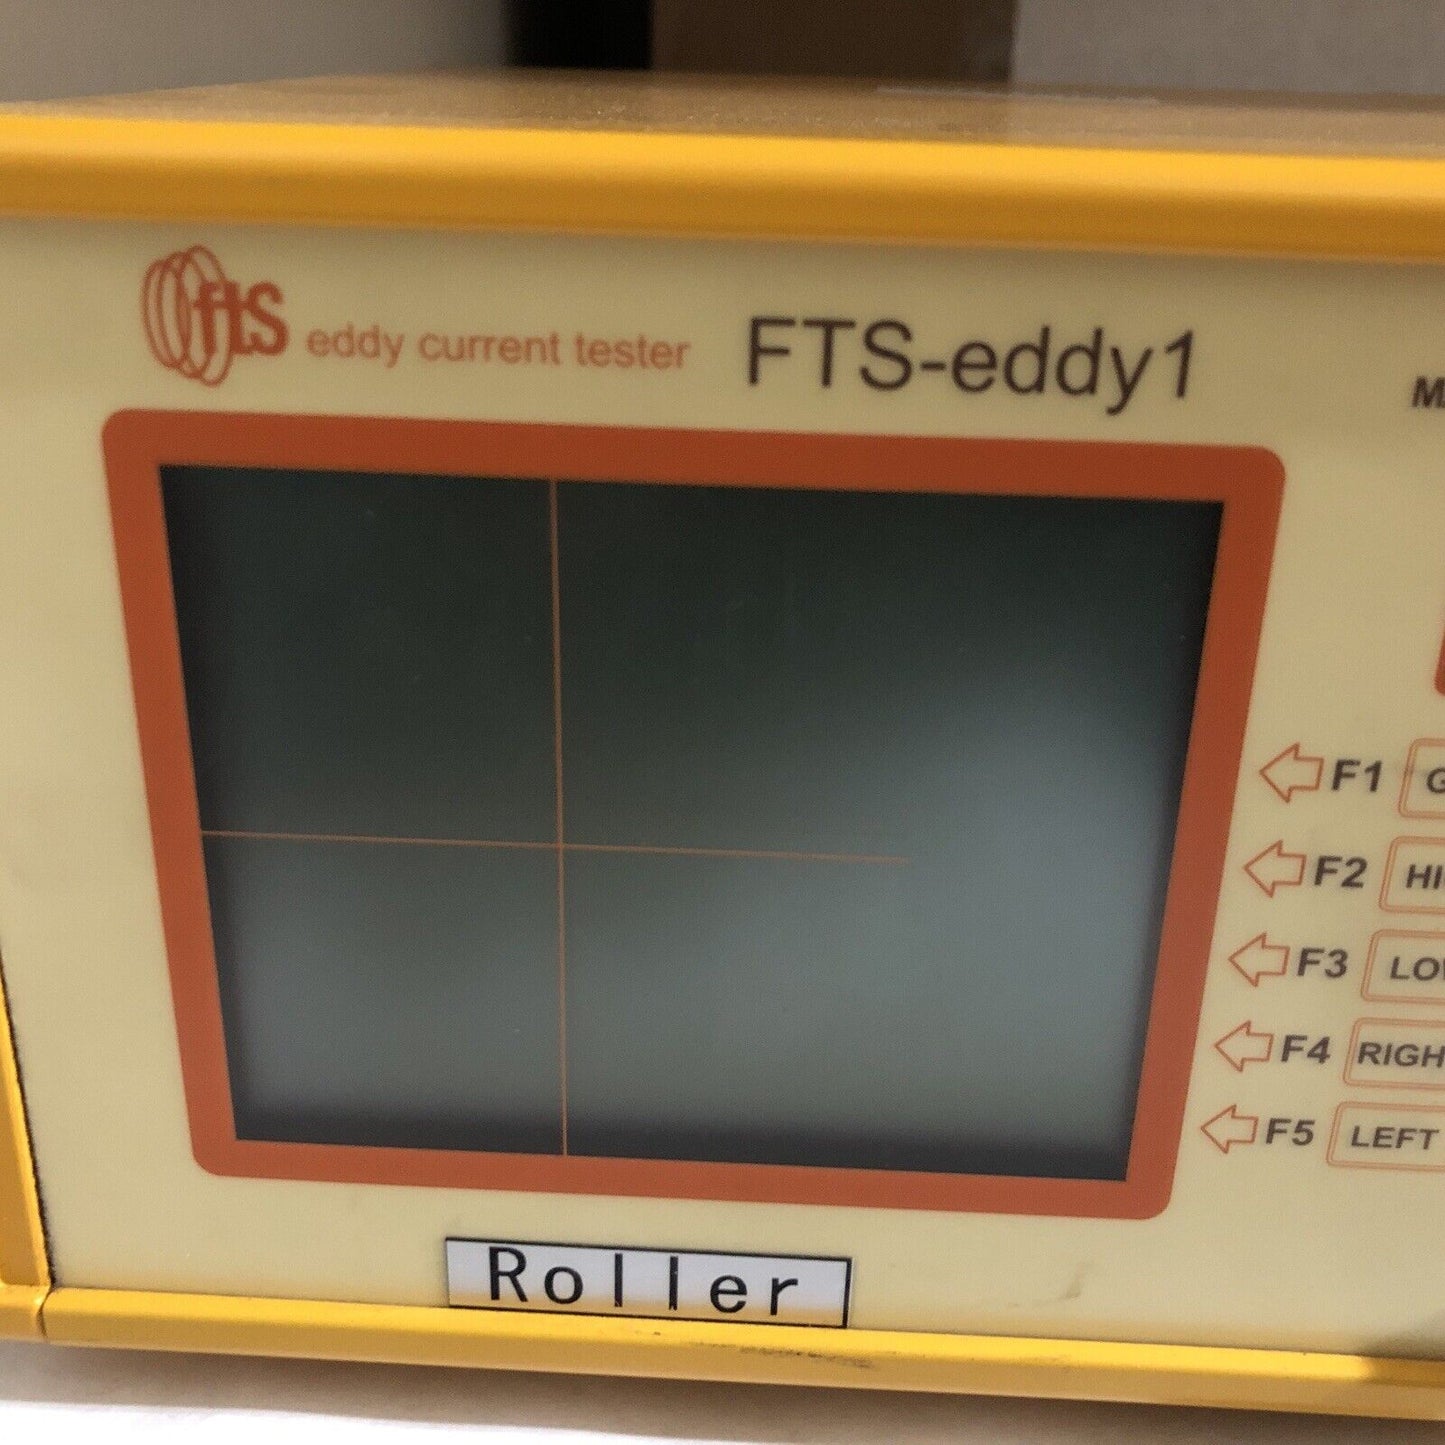 fts eddy current tester FTS-eddy1
F1
F2
F3
F4 RIGH
F5 LEFT
Roller